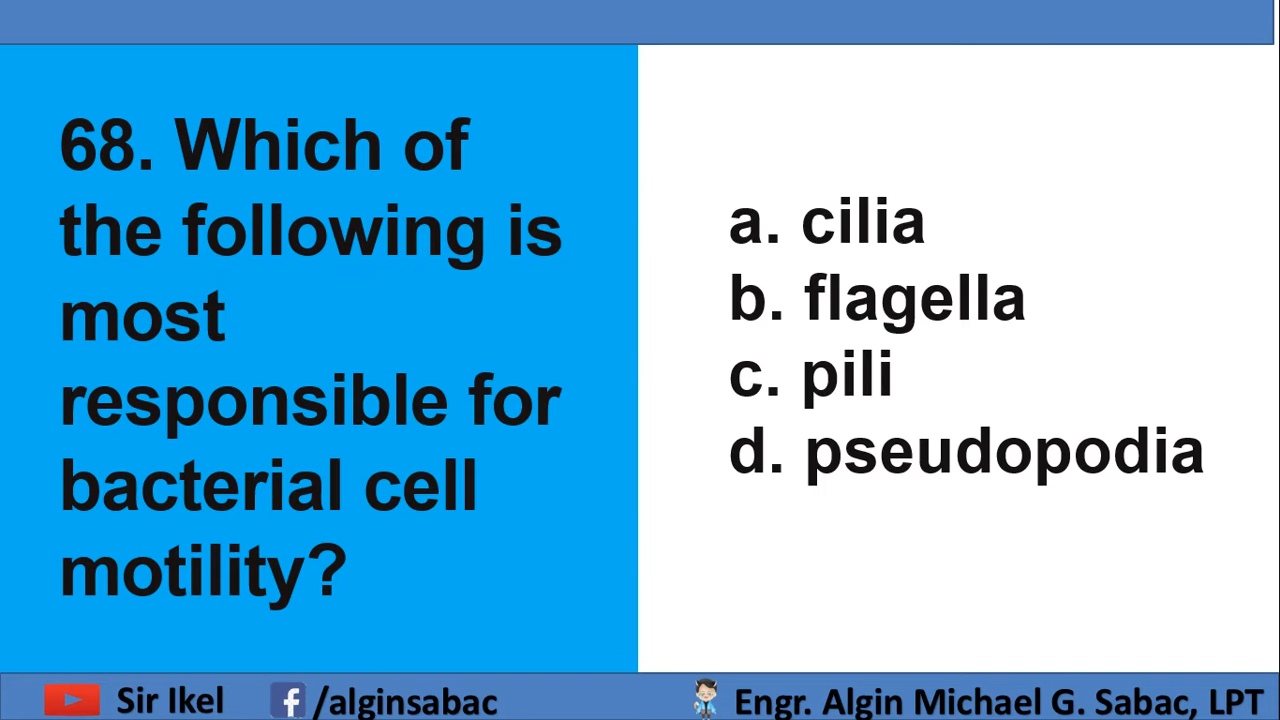 68. Which of
the following is
most
responsible for
bacterial cell
motility?
a. cilia
b. flagella
c. pili
d. pseudopodia
Sir Ikel
/alginsabac
Engr. Algin Michael G. Sabac, LPT